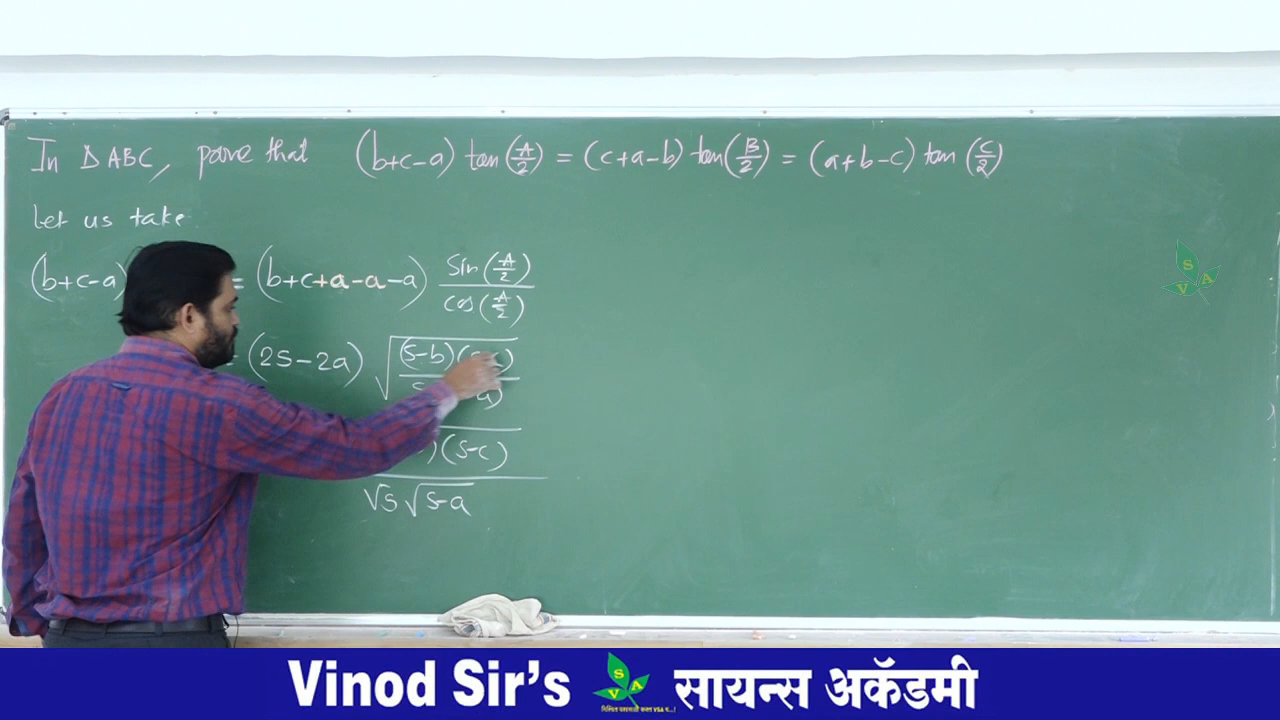 In ΔABC, prove that (b+c-a) tan(A/2) = (c+a-b) tan(B/2) = (a+b-c) tan(C/2)
Let us take
(b+c-a) = (b+c+a-a-a) Sin(A/2) / cos(A/2)
= (2s-2a) √((s-b)(
a)
)(s-c)
√s √s-a
S
V A
Vinod Sir's SVA सायन्स अकॅडमी